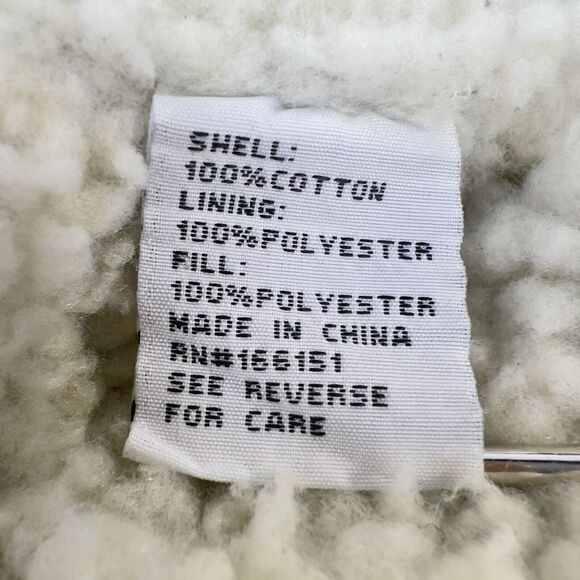 SHELL:
100%COTTON
LINING:
100%POLYESTER
FILL:
100%POLYESTER
MADE IN CHINA
RN#166151
SEE REVERSE
FOR CARE